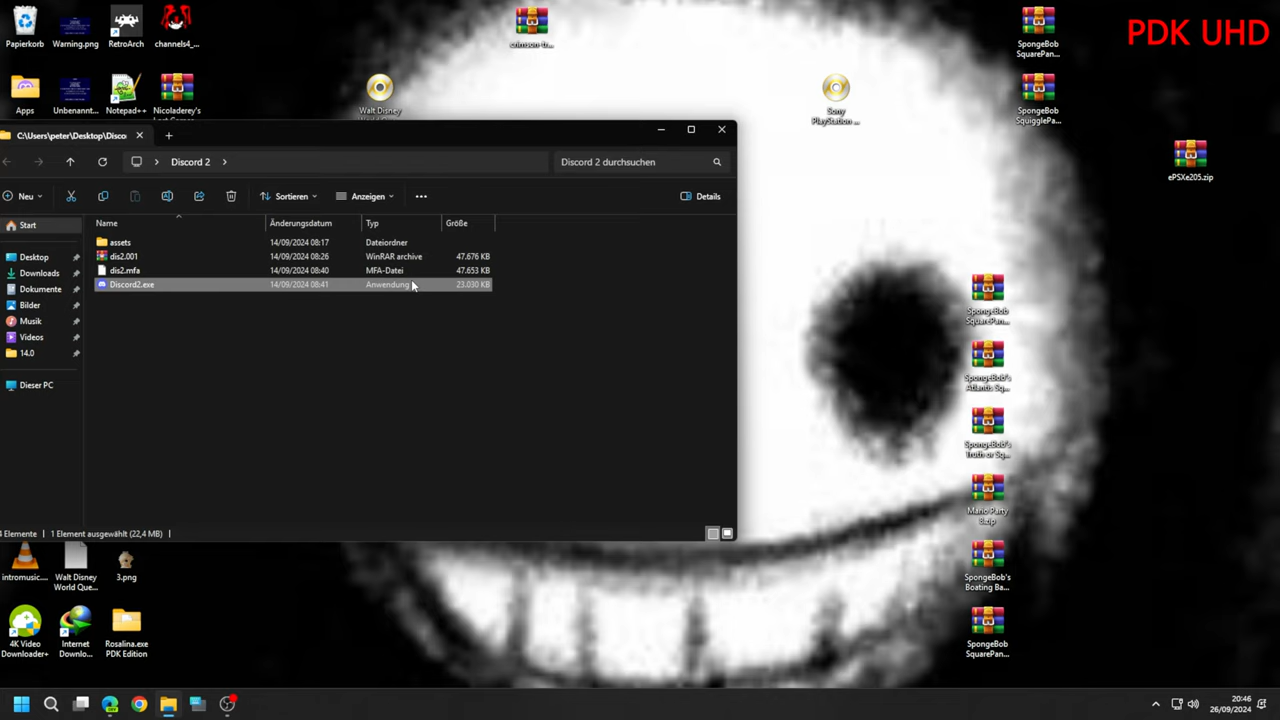 PDK UHD
Papierkorb
Warning.png
RetroArch
channels4_...
crimson-tr...
SpongeBob
SquarePan...
Apps
Unbenannt...
Notepad++
Nicoladerey's
Walt Disney
Sony
PlayStation ...
SpongeBob
SquigglePa...
ePSXe205.zip
C:\Users\peter\Desktop\Disco
Discord 2
Discord 2 durchsuchen
Neu
Sortieren
Anzeigen
Details
Start
Desktop
Downloads
Dokumente
Bilder
Musik
Videos
14.0
Dieser PC
Name Änderungsdatum Typ Größe
assets 14/09/2024 08:17 Dateiordner
dis2.001 14/09/2024 08:26 WinRAR archive 47.676 KB
dis2.mfa 14/09/2024 08:40 MFA-Datei 47.653 KB
Discord2.exe 14/09/2024 08:41 Anwendung 23.030 KB
Elemente 1 Element ausgewählt (22,4 MB)
SpongeBob
SquarePan...
SpongeBob's
Atlantis Sq...
SpongeBob's
Truth or Sq...
Mario Party
8.zip
SpongeBob's
Boating Ba...
SpongeBob
SquarePan...
intromusic....
Walt Disney
World Que...
3.png
4K Video
Downloader+
Internet
Downlo...
Rosalina.exe
PDK Edition
20:46
26/09/2024